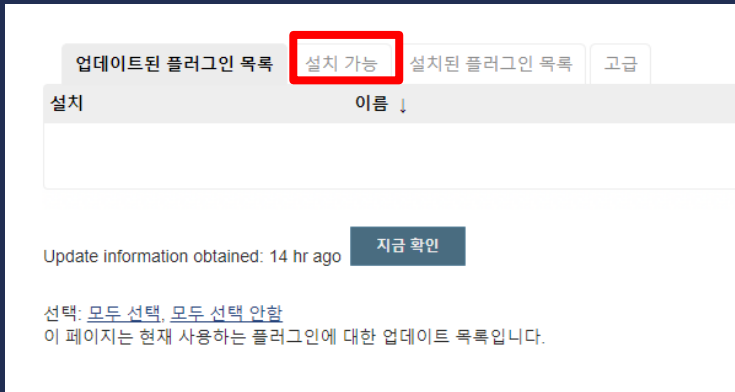 업데이트된 플러그인 목록 설치 가능 설치된 플러그인 목록 고급
설치 이름 ↓
Update information obtained: 14 hr ago 지금 확인
선택: 모두 선택, 모두 선택 안함
이 페이지는 현재 사용하는 플러그인에 대한 업데이트 목록입니다.